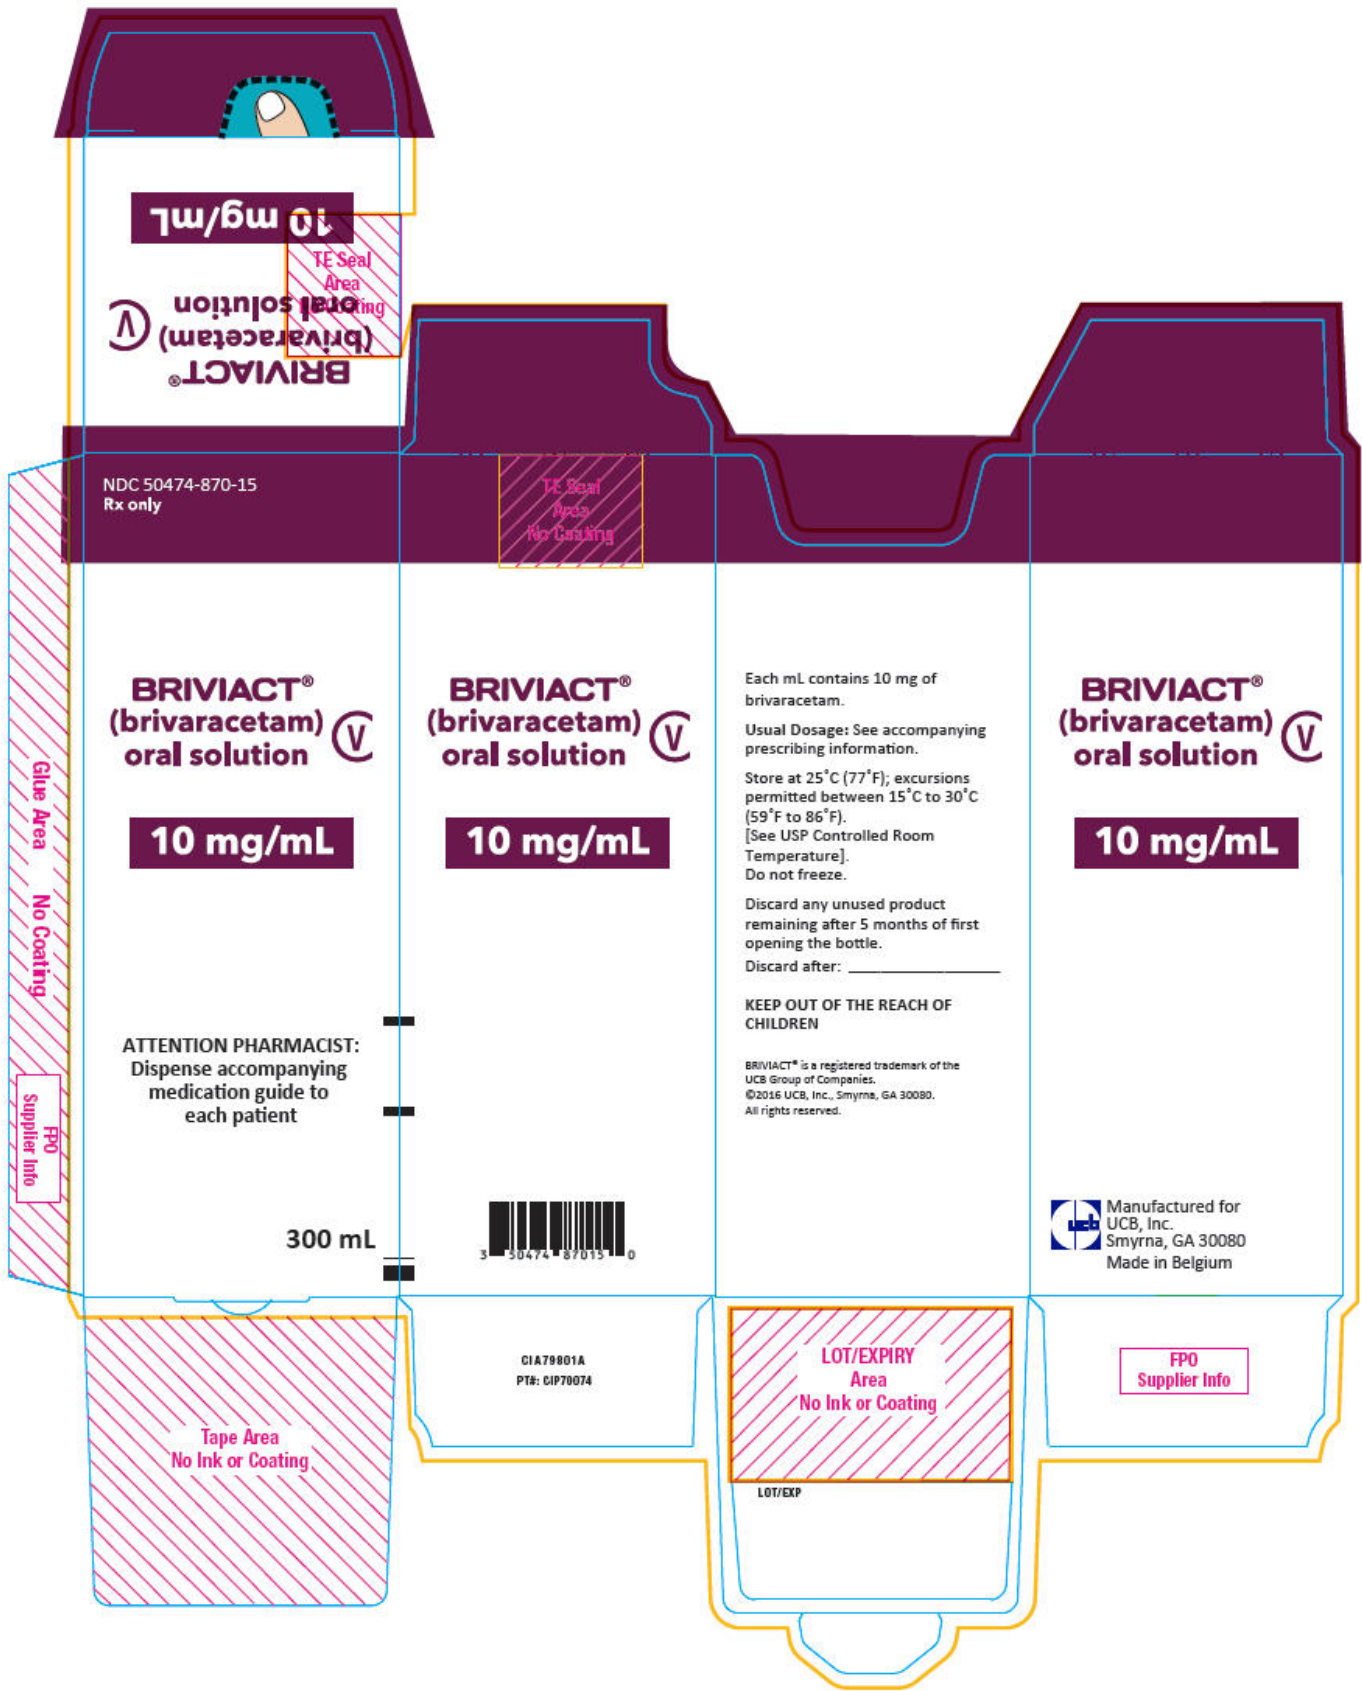 10 mg/mL
TE Seal
Area
No Coating
BRIVIACT®
(brivaracetam)
oral solution
CV
NDC 50474-870-15
Rx only
TE Seal
Area
No Coating
Glue Area No Coating
FPO
Supplier Info
BRIVIACT®
(brivaracetam)
oral solution
CV
10 mg/mL
ATTENTION PHARMACIST:
Dispense accompanying
medication guide to
each patient
300 mL
BRIVIACT®
(brivaracetam)
oral solution
CV
10 mg/mL
3 50474 87015 0
Each mL contains 10 mg of
brivaracetam.
Usual Dosage: See accompanying
prescribing information.
Store at 25˚C (77˚F); excursions
permitted between 15˚C to 30˚C
(59˚F to 86˚F).
[See USP Controlled Room
Temperature].
Do not freeze.
Discard any unused product
remaining after 5 months of first
opening the bottle.
Discard after: ____________________
KEEP OUT OF THE REACH OF
CHILDREN
BRIVIACT® is a registered trademark of the
UCB Group of Companies.
©2016 UCB, Inc., Smyrna, GA 30080.
All rights reserved.
BRIVIACT®
(brivaracetam)
oral solution
CV
10 mg/mL
ucb
Manufactured for
UCB, Inc.
Smyrna, GA 30080
Made in Belgium
Tape Area
No Ink or Coating
CIA79801A
PT#: CIP70074
LOT/EXPIRY
Area
No Ink or Coating
LOT/EXP
FPO
Supplier Info